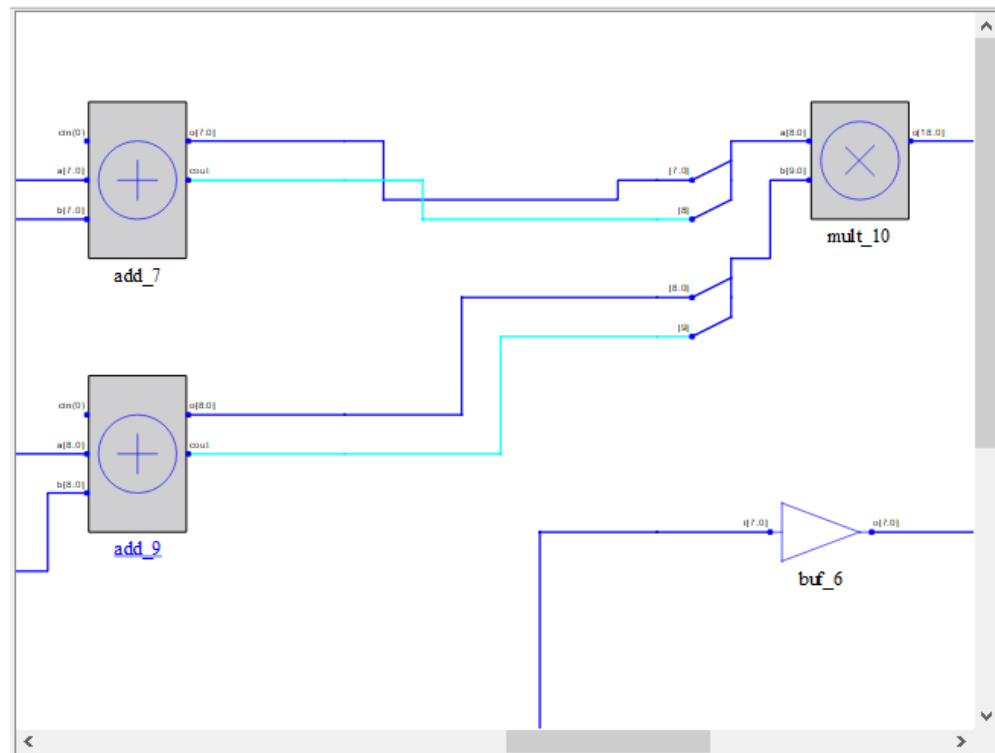 cin(0) o[7:0] a[8:0] o[18:0]
a[7:0] cout [7:0] b[9:0]
b[7:0] [8]
mult_10
add_7
[8:0]
[9]
cin(0) o[8:0]
a[8:0] cout
b[8:0]
i[7:0] o[7:0]
add_9
buf_6